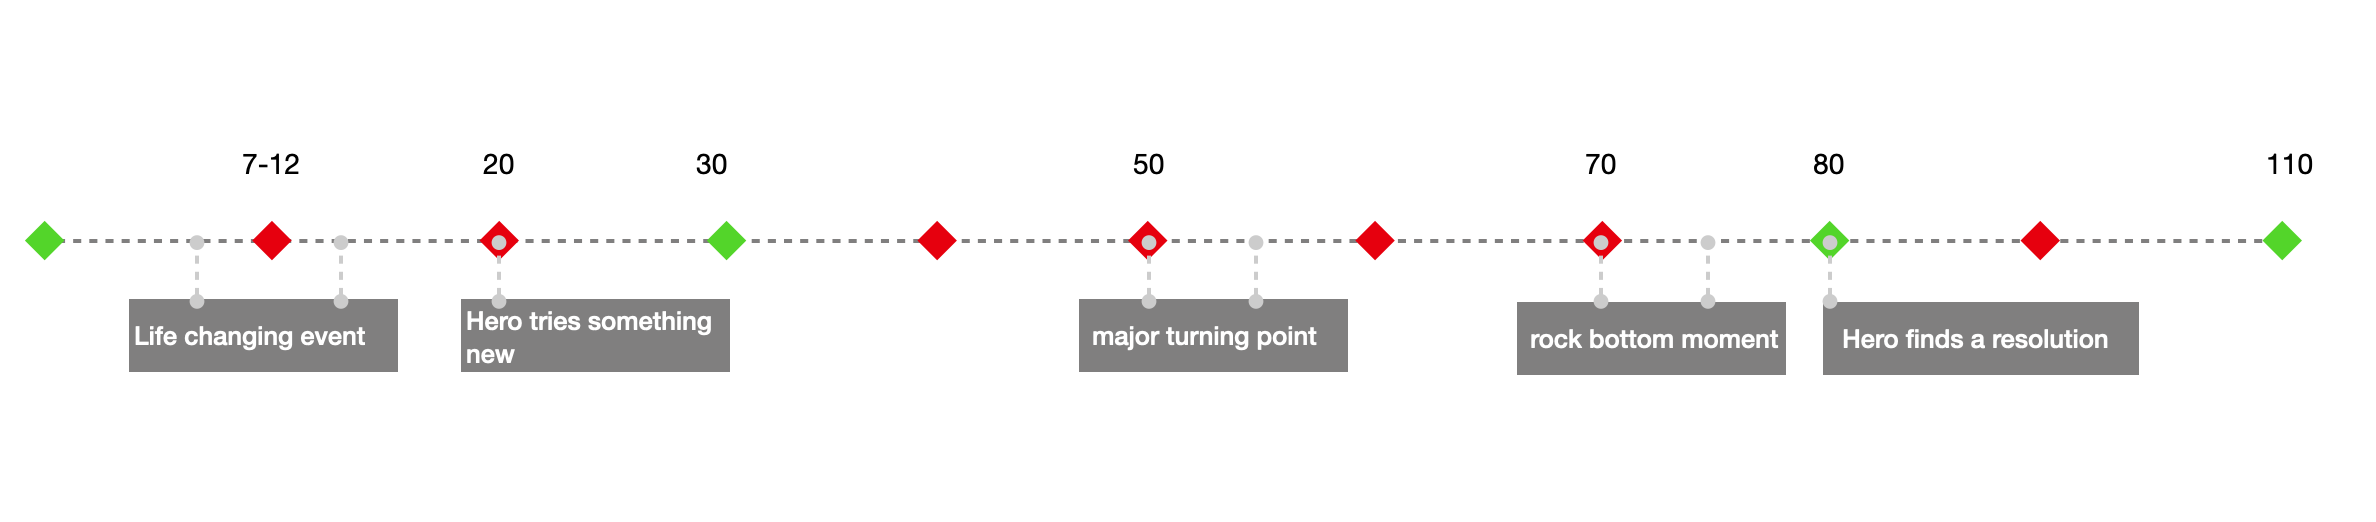 7-12
20
30
50
70
80
110
Life changing event
Hero tries something
new
major turning point
rock bottom moment
Hero finds a resolution